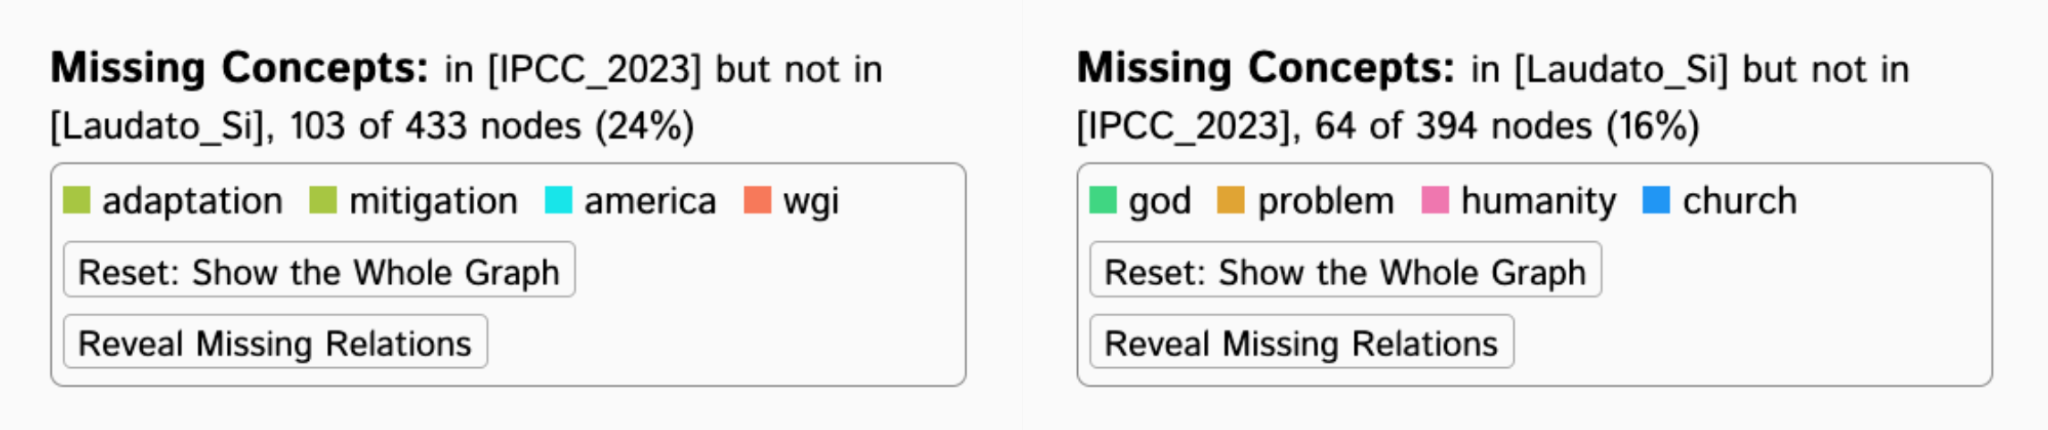 Missing Concepts: in [IPCC_2023] but not in
[Laudato_Si], 103 of 433 nodes (24%)
adaptation mitigation america wgi
Reset: Show the Whole Graph
Reveal Missing Relations
Missing Concepts: in [Laudato_Si] but not in
[IPCC_2023], 64 of 394 nodes (16%)
god problem humanity church
Reset: Show the Whole Graph
Reveal Missing Relations